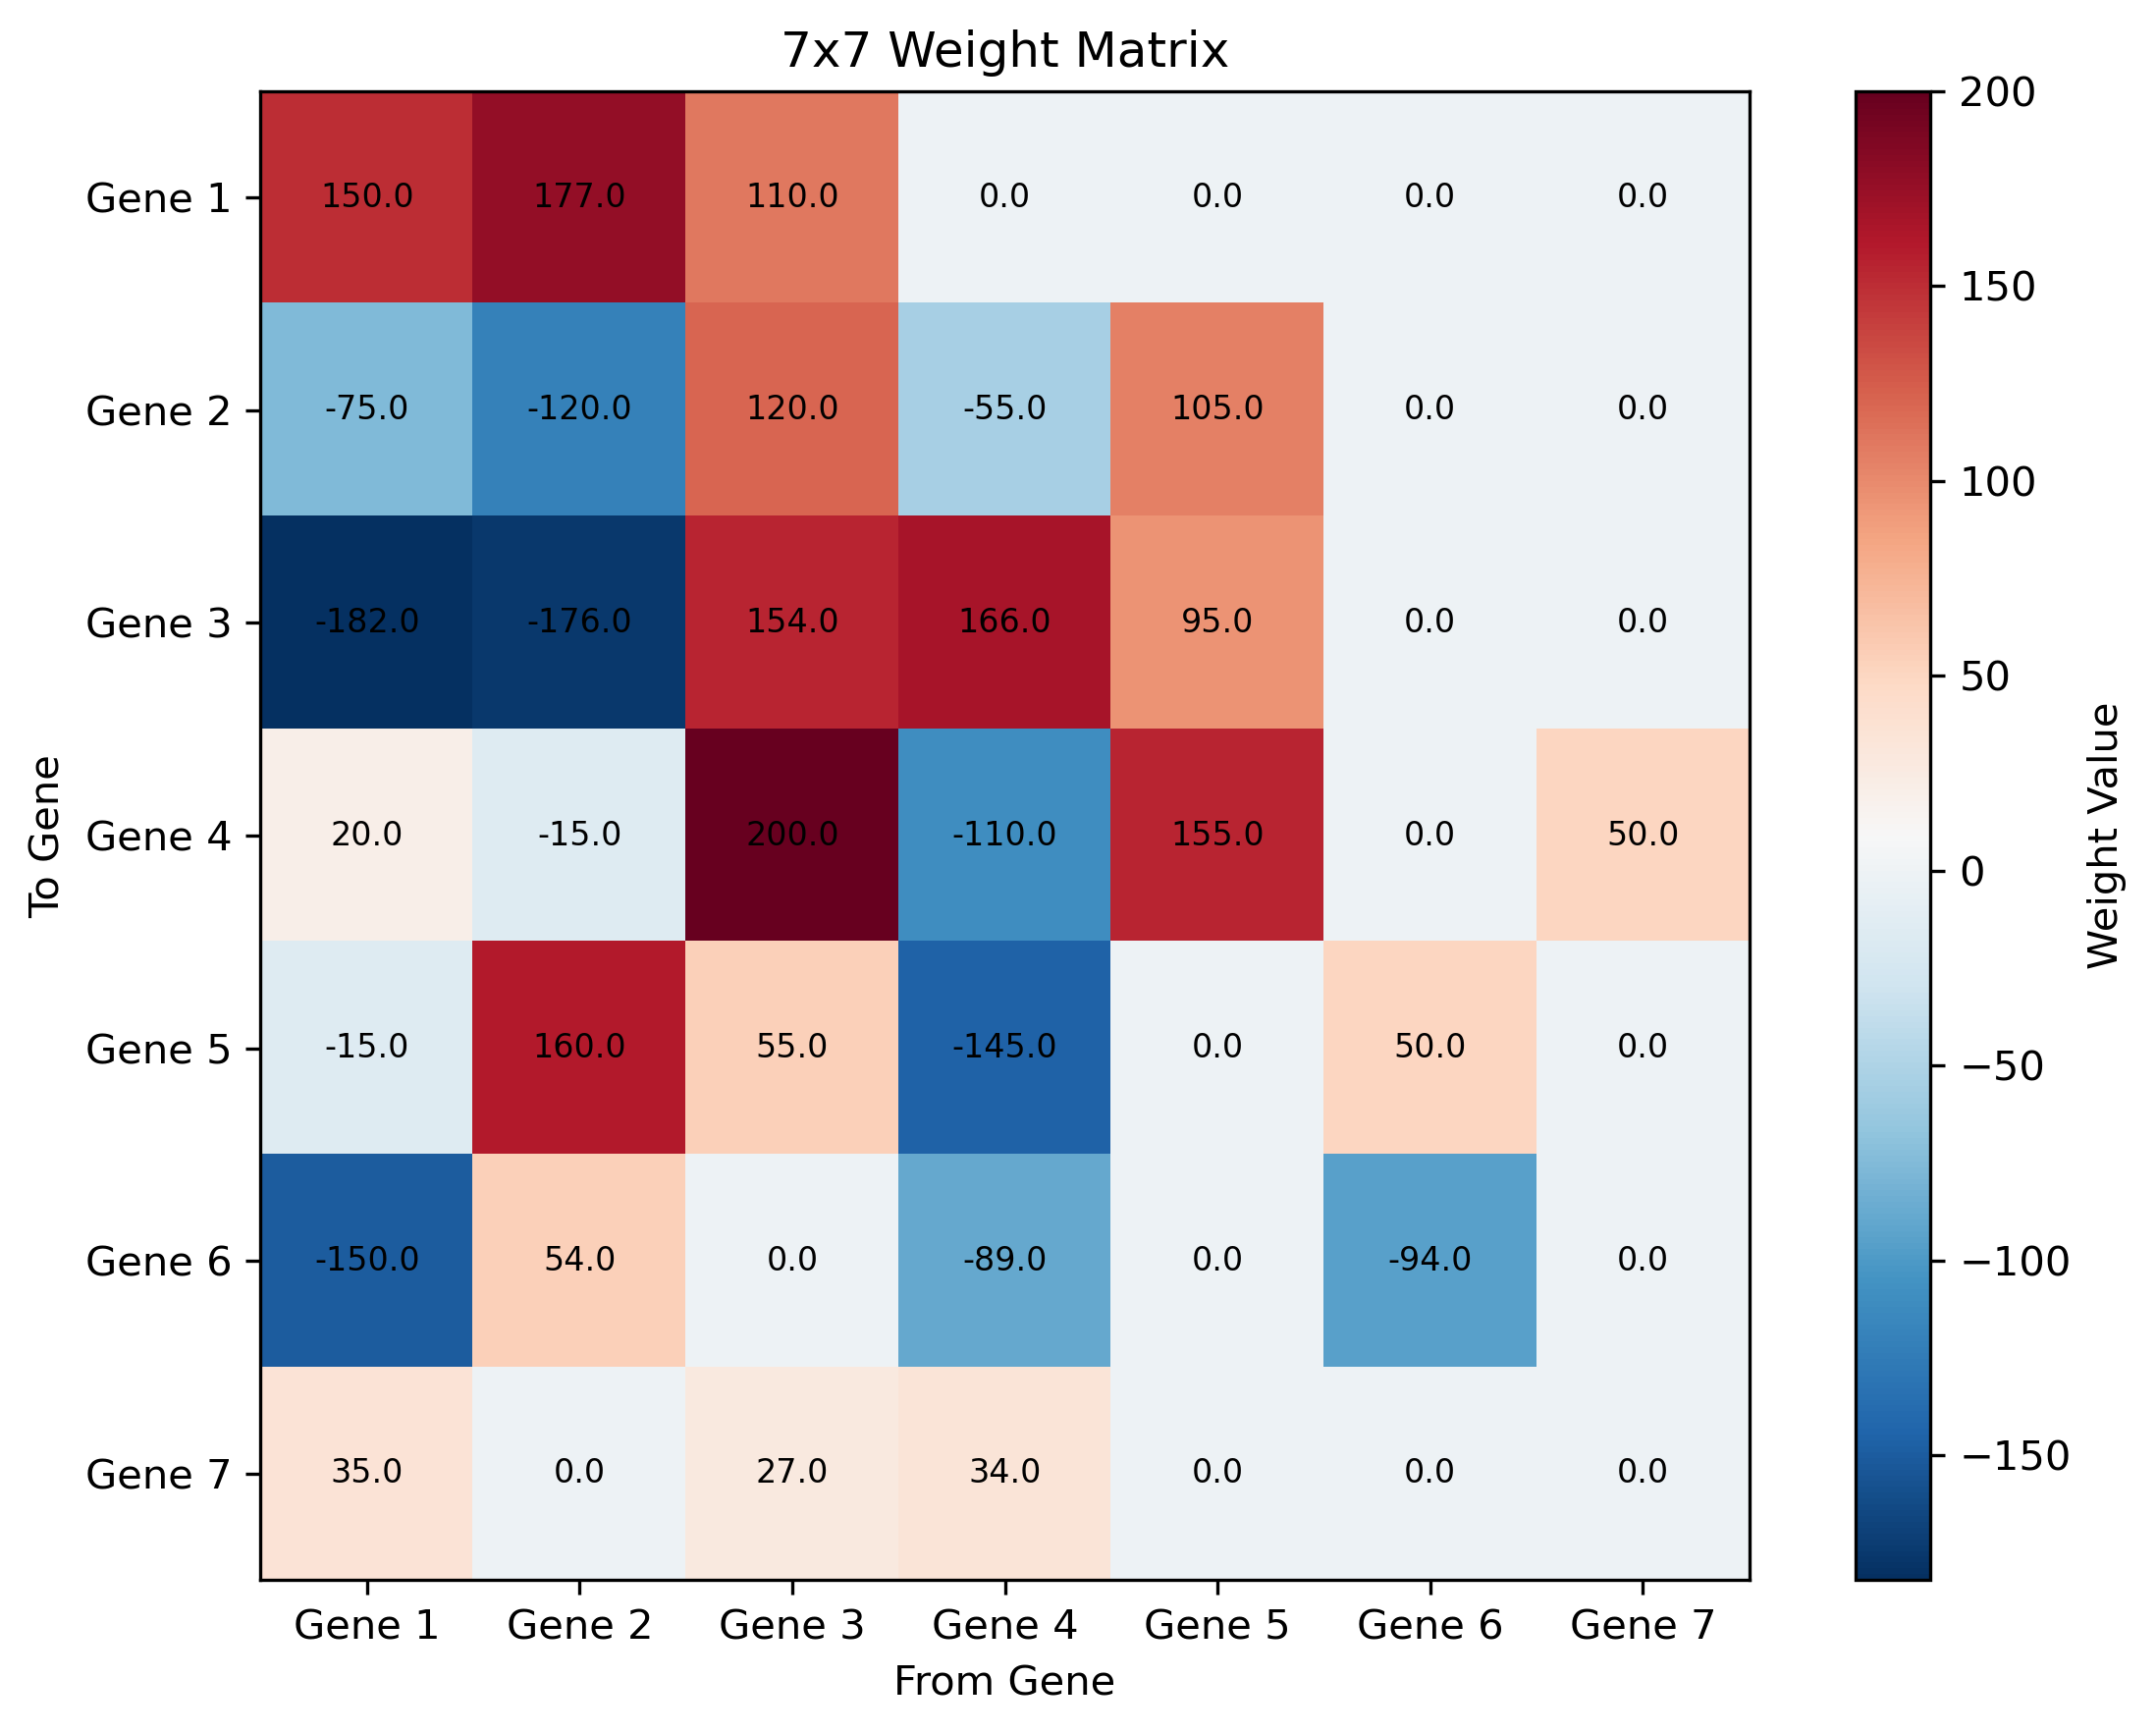 7x7 Weight Matrix
Gene 1 150.0 177.0 110.0 0.0 0.0 0.0 0.0
Gene 2 -75.0 -120.0 120.0 -55.0 105.0 0.0 0.0
Gene 3 -182.0 -176.0 154.0 166.0 95.0 0.0 0.0
Gene 4 20.0 -15.0 200.0 -110.0 155.0 0.0 50.0
Gene 5 -15.0 160.0 55.0 -145.0 0.0 50.0 0.0
Gene 6 -150.0 54.0 0.0 -89.0 0.0 -94.0 0.0
Gene 7 35.0 0.0 27.0 34.0 0.0 0.0 0.0
Gene 1 Gene 2 Gene 3 Gene 4 Gene 5 Gene 6 Gene 7
From Gene
To Gene
200
150
100
50
0
−50
−100
−150
Weight Value